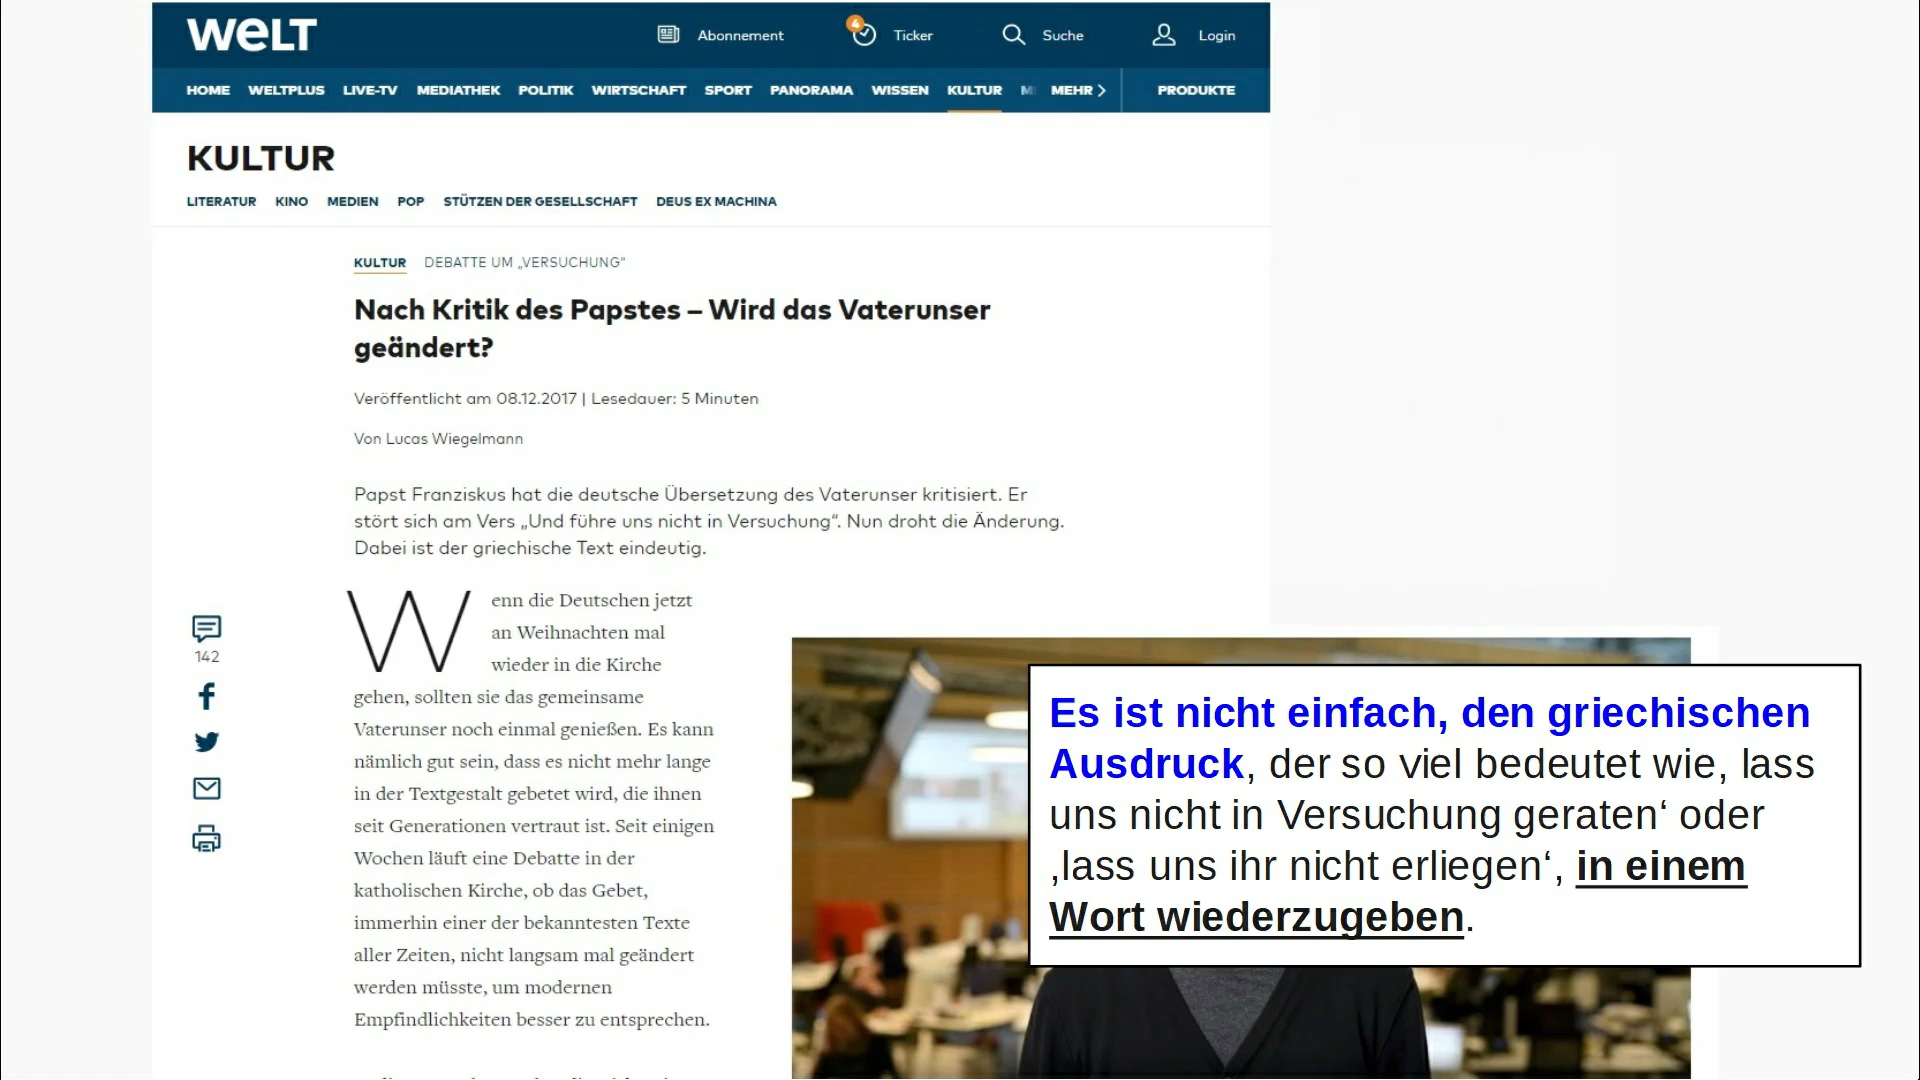 WELT
Abonnement
4
Ticker
Suche
Login
HOME WELTPLUS LIVE-TV MEDIATHEK POLITIK WIRTSCHAFT SPORT PANORAMA WISSEN KULTUR M MEHR PRODUKTE
KULTUR
LITERATUR KINO MEDIEN POP STÜTZEN DER GESELLSCHAFT DEUS EX MACHINA
KULTUR DEBATTE UM „VERSUCHUNG“
Nach Kritik des Papstes – Wird das Vaterunser
geändert?
Veröffentlicht am 08.12.2017 | Lesedauer: 5 Minuten
Von Lucas Wiegelmann
Papst Franziskus hat die deutsche Übersetzung des Vaterunser kritisiert. Er
stört sich am Vers „Und führe uns nicht in Versuchung“. Nun droht die Änderung.
Dabei ist der griechische Text eindeutig.
Wenn die Deutschen jetzt
an Weihnachten mal
wieder in die Kirche
gehen, sollten sie das gemeinsame
Vaterunser noch einmal genießen. Es kann
nämlich gut sein, dass es nicht mehr lange
in der Textgestalt gebetet wird, die ihnen
seit Generationen vertraut ist. Seit einigen
Wochen läuft eine Debatte in der
katholischen Kirche, ob das Gebet,
immerhin einer der bekanntesten Texte
aller Zeiten, nicht langsam mal geändert
werden müsste, um modernen
Empfindlichkeiten besser zu entsprechen.
142
Es ist nicht einfach, den griechischen
Ausdruck, der so viel bedeutet wie, lass
uns nicht in Versuchung geraten‘ oder
‚lass uns ihr nicht erliegen‘, in einem
Wort wiederzugeben.